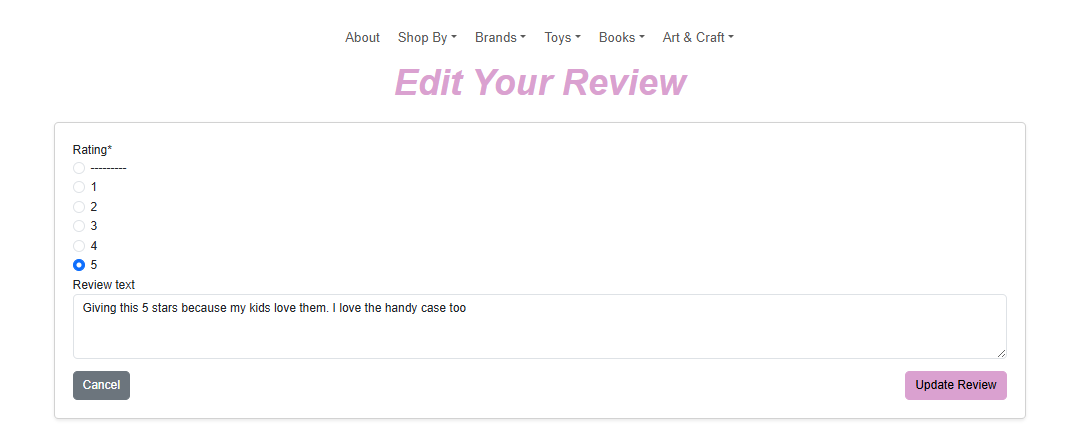 About Shop By Brands Toys Books Art & Craft
Edit Your Review
Rating*
---------
1
2
3
4
5
Review text
Giving this 5 stars because my kids love them. I love the handy case too
Cancel Update Review